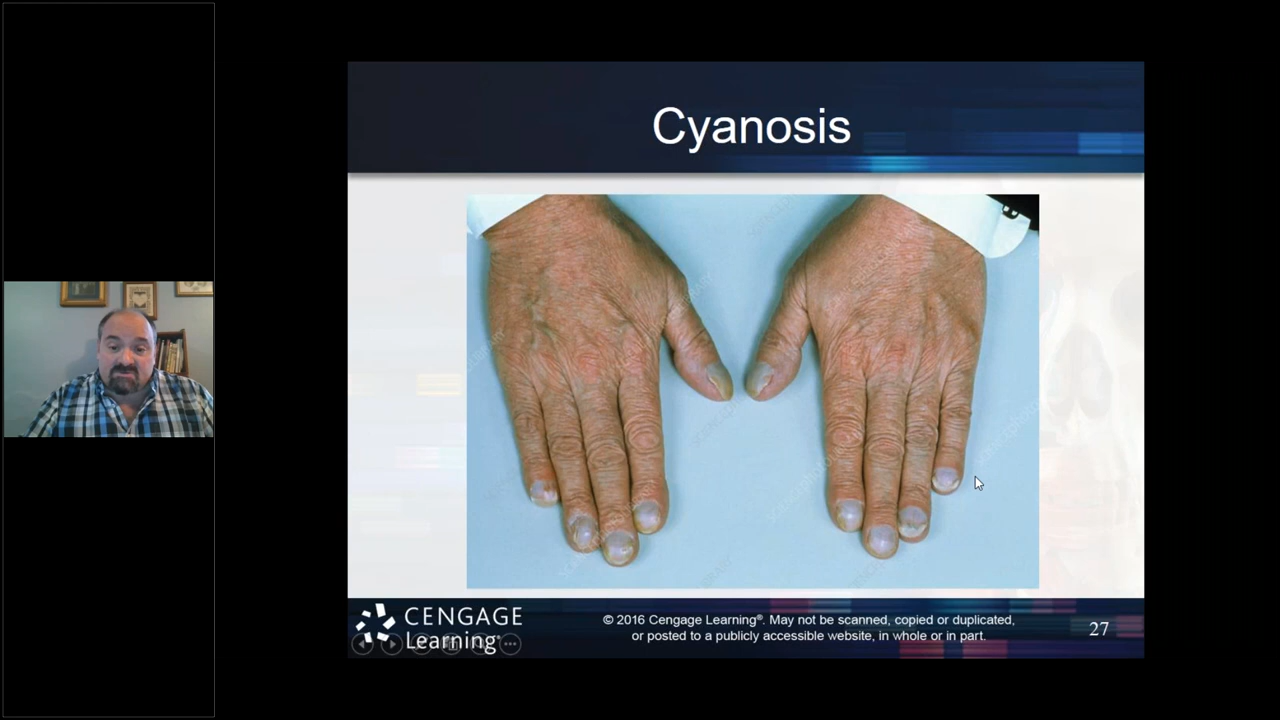 Cyanosis
CENGAGE
Learning
© 2016 Cengage Learning®. May not be scanned, copied or duplicated,
or posted to a publicly accessible website, in whole or in part.
27